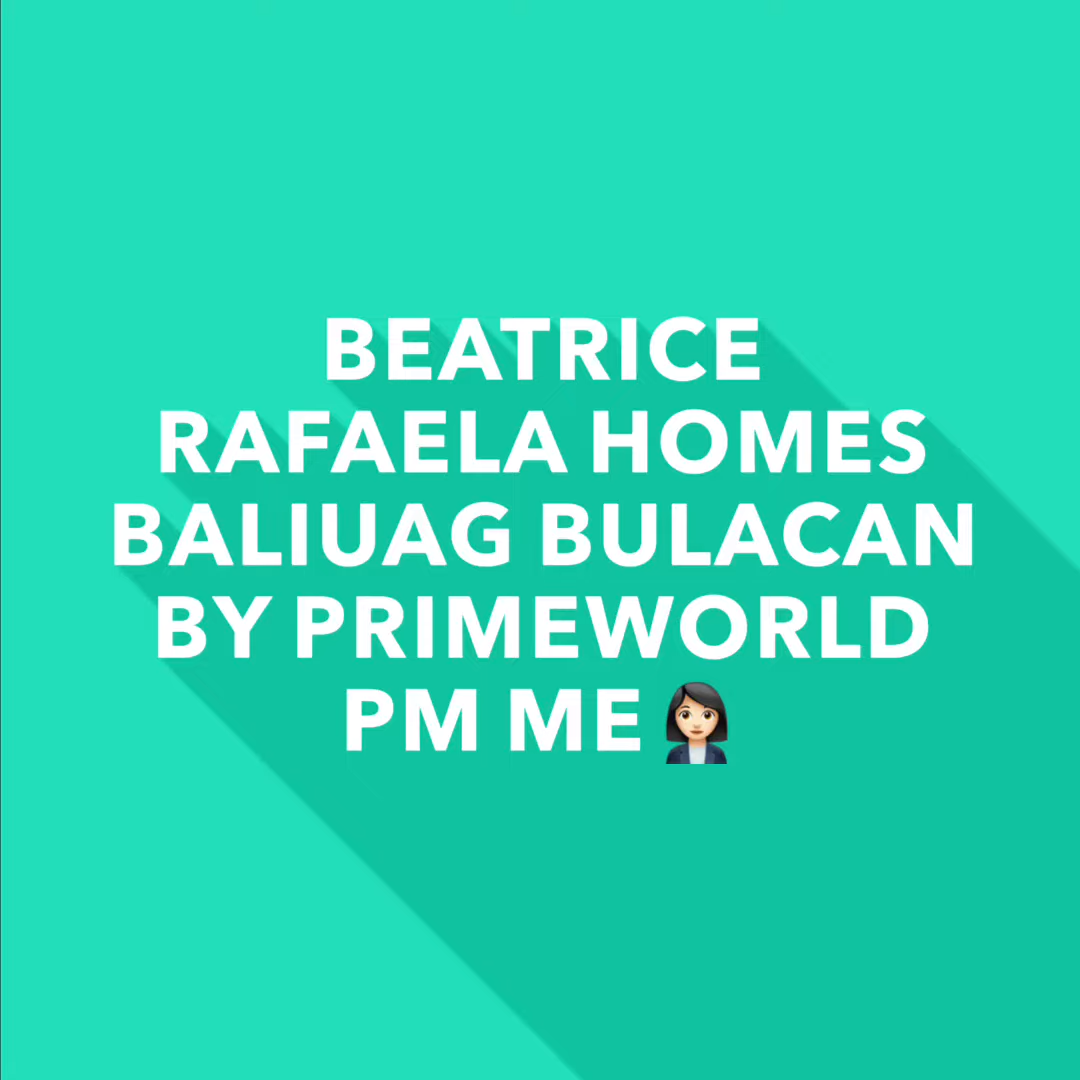 BEATRICE
RAFAELA HOMES
BALIUAG BULACAN
BY PRIMEWORLD
PM ME 👩🏻‍💼